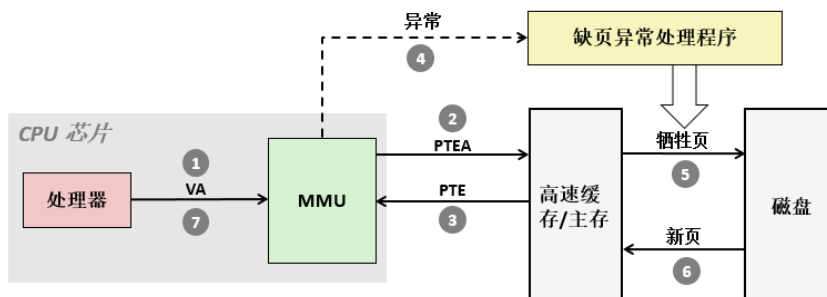 异常
4
缺页异常处理程序
CPU 芯片
1
VA
7
处理器
MMU
2
PTEA
PTE
3
高速缓
存/主存
牺牲页
5
新页
6
磁盘